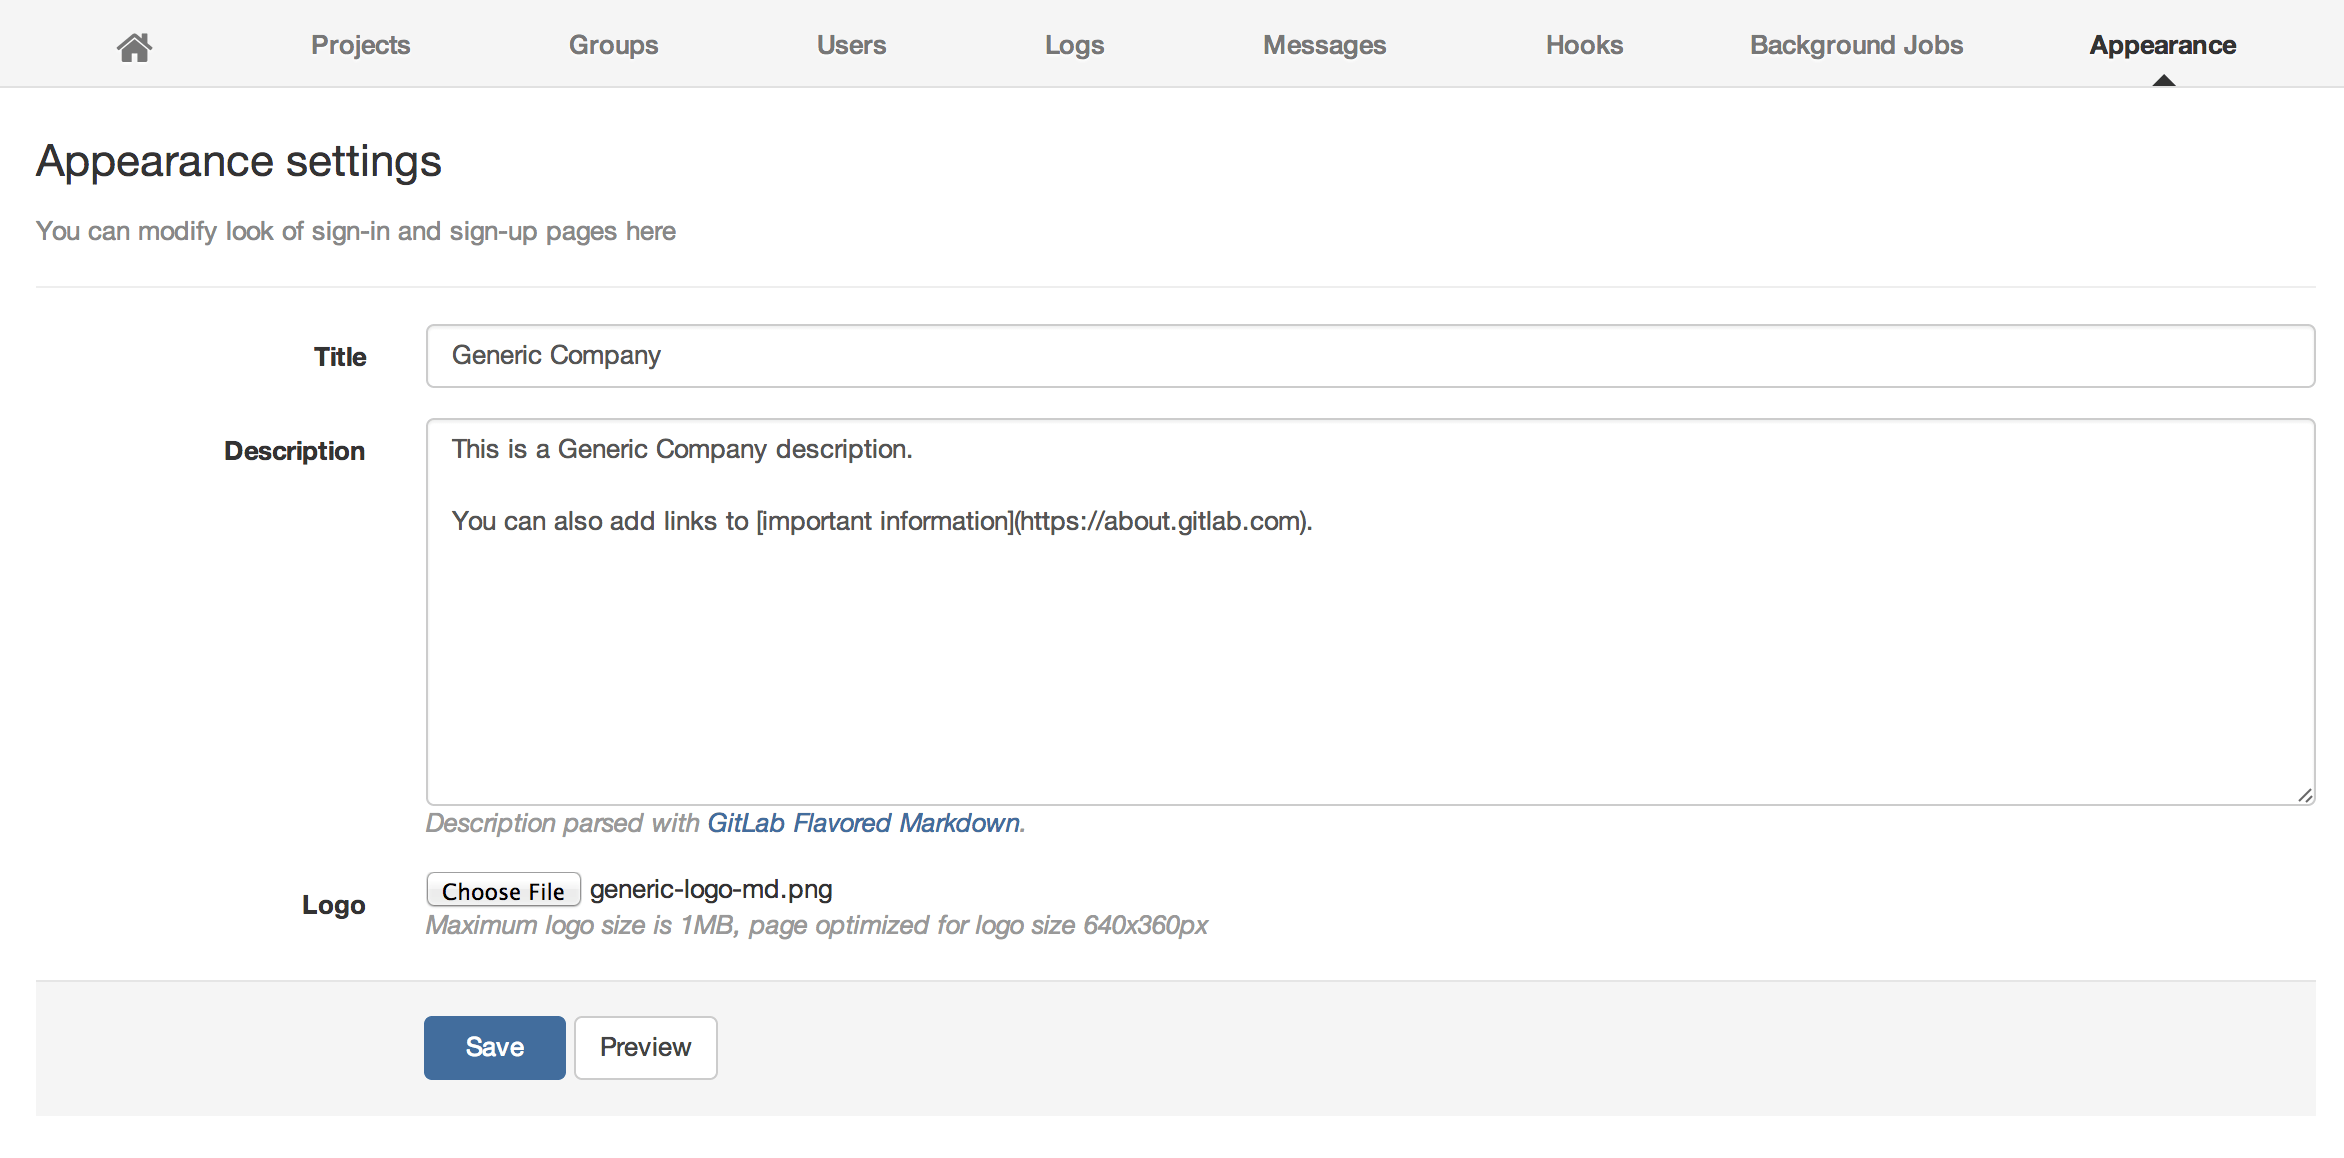 Projects Groups Users Logs Messages Hooks Background Jobs Appearance
Appearance settings
You can modify look of sign-in and sign-up pages here
Title Generic Company
Description This is a Generic Company description.
You can also add links to [important information](https://about.gitlab.com).
Description parsed with GitLab Flavored Markdown.
Logo Choose File generic-logo-md.png
Maximum logo size is 1MB, page optimized for logo size 640x360px
Save Preview